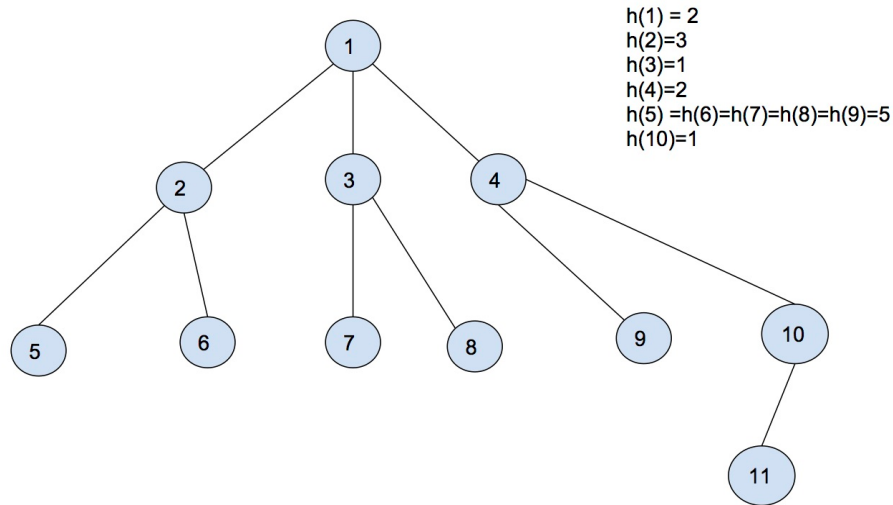 h(1) = 2
h(2)=3
h(3)=1
h(4)=2
h(5) =h(6)=h(7)=h(8)=h(9)=5
h(10)=1
1
2
3
4
5
6
7
8
9
10
11